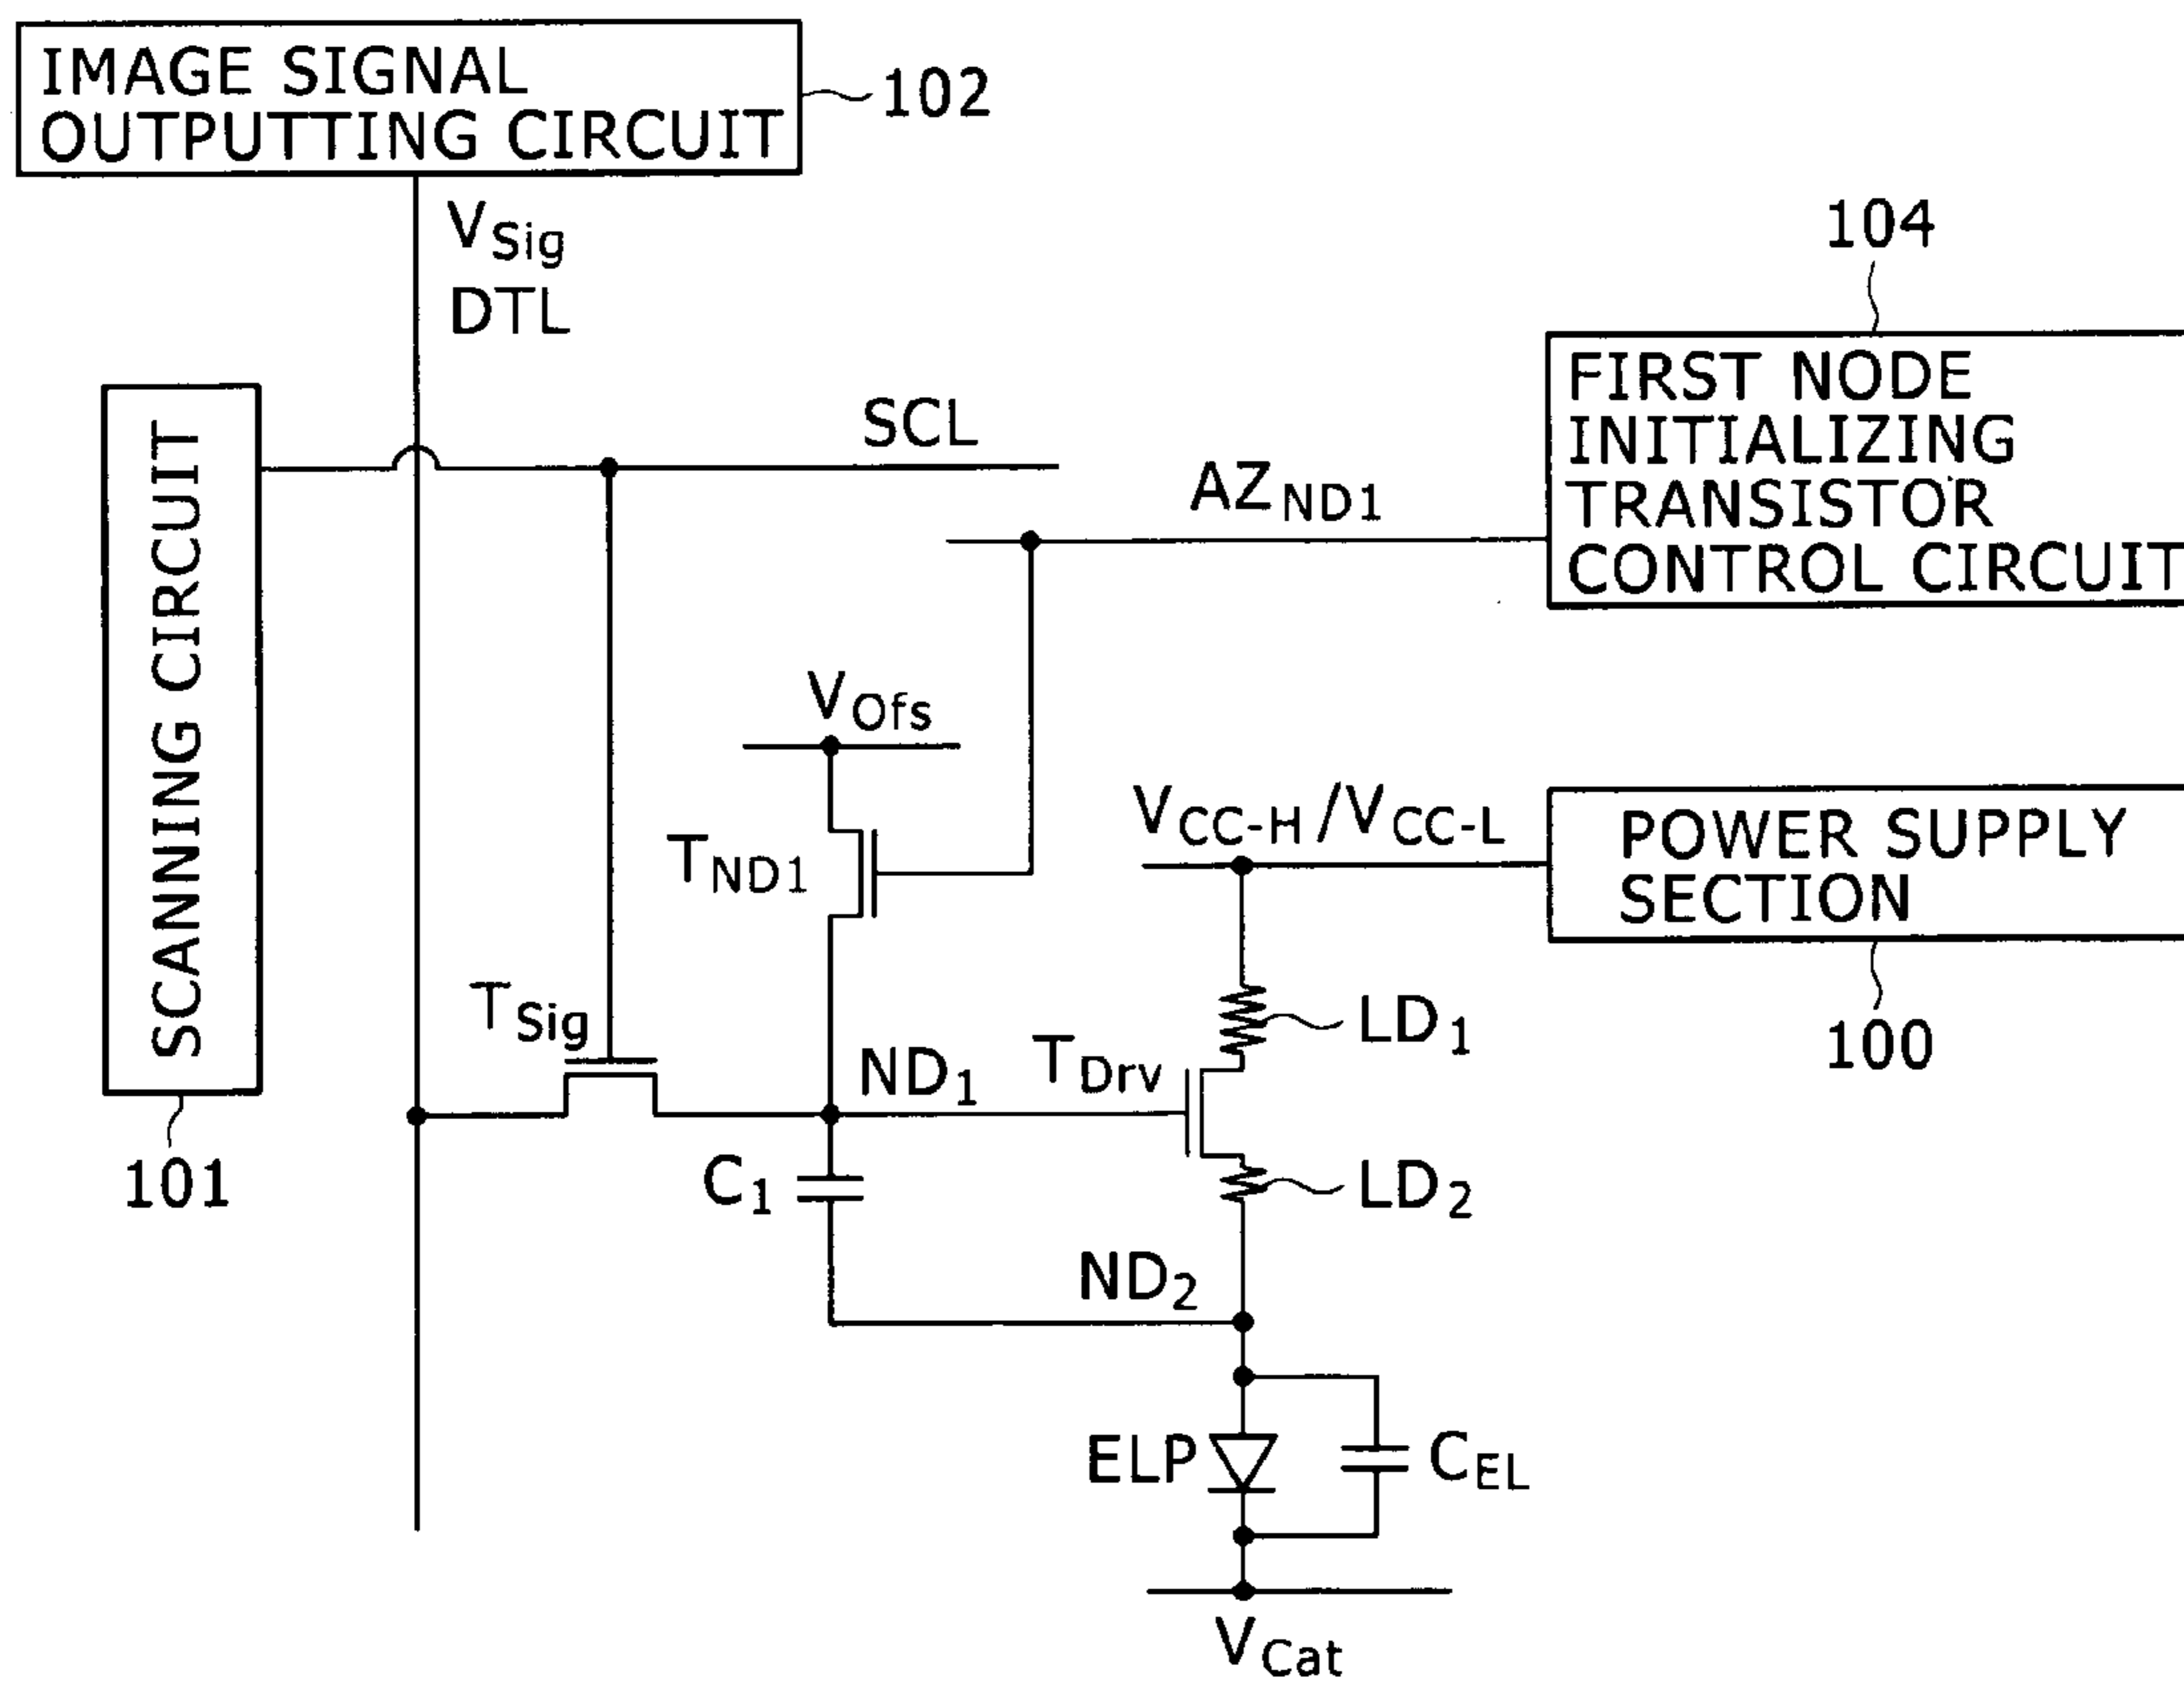 IMAGE SIGNAL
OUTPUTTING CIRCUIT
102
VSig
DTL
104
FIRST NODE
INITIALIZING
TRANSISTOR
CONTROL CIRCUIT
SCANNING CIRCUIT
101
SCL
AZND1
VOfs
TND1
VCC-H/VCC-L
POWER SUPPLY
SECTION
100
TSig
ND1
TDrv
LD1
C1
LD2
ND2
ELP
CEL
VCat